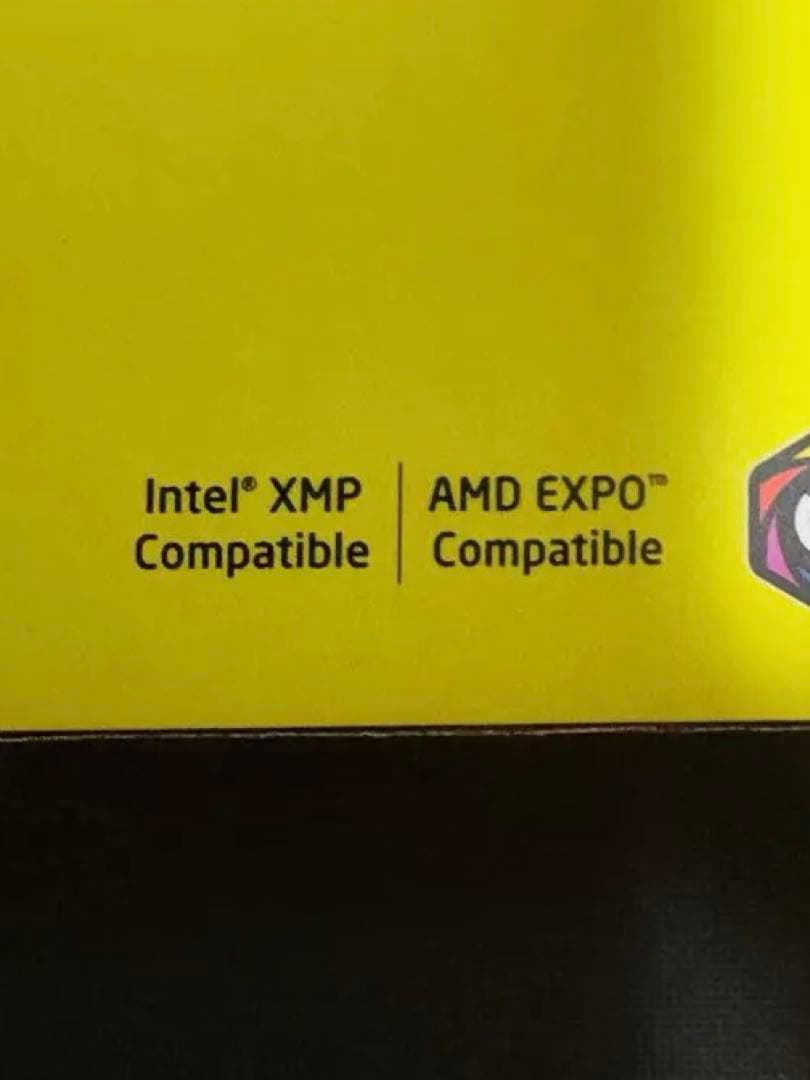 Intel® XMP
Compatible
AMD EXPO™
Compatible